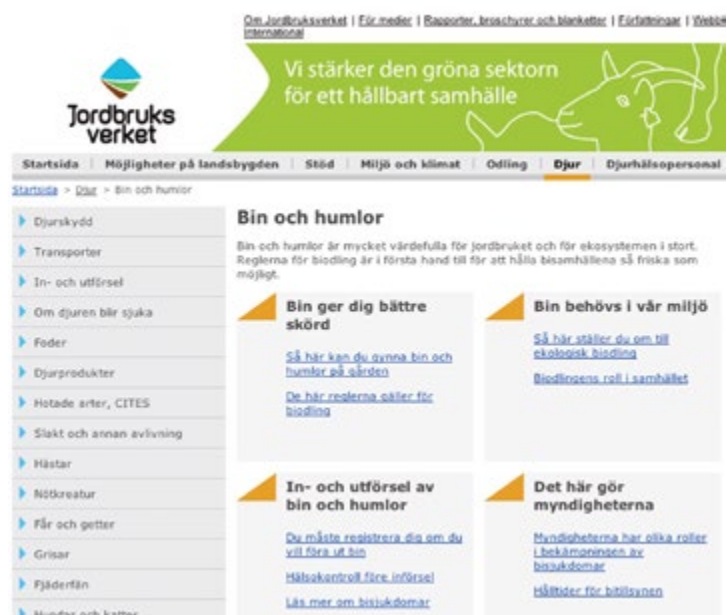 Om Jordbruksverket | För medier | Rapporter, broschyrer och blanketter | Författningar |
International
Vi stärker den gröna sektorn
för ett hållbart samhälle
Jordbruks
verket
Startsida | Möjligheter på landsbygden | Stöd | Miljö och klimat | Odling | Djur | Djurhälsopersonal
Startsida > Djur > Bin och humlor
Djurskydd
Transporter
In- och utförsel
Om djuren blir sjuka
Foder
Djurprodukter
Hotade arter, CITES
Slakt och annan avlivning
Hästar
Nötkreatur
Får och getter
Grisar
Fjäderfän
Hundar och katter
Bin och humlor
Bin och humlor är mycket värdefulla för jordbruket och för ekosystemen i stort.
Reglerna för biodling är i första hand till för att hålla bisamhällena så friska som
möjligt.
Bin ger dig bättre
skörd
Så här kan du gynna bin och
humlor på gården
De här reglerna gäller för
biodling
Bin behövs i vår miljö
Så här ställer du om till
ekologisk biodling
Biodlingens roll i samhället
In- och utförsel av
bin och humlor
Du måste registrera dig om du
vill föra ut bin
Hälsokontroll före införsel
Läs mer om bisjukdomar
Det här gör
myndigheterna
Myndigheterna har olika roller
i bekämpningen av
bisjukdomar
Hålltider för bitillsynen